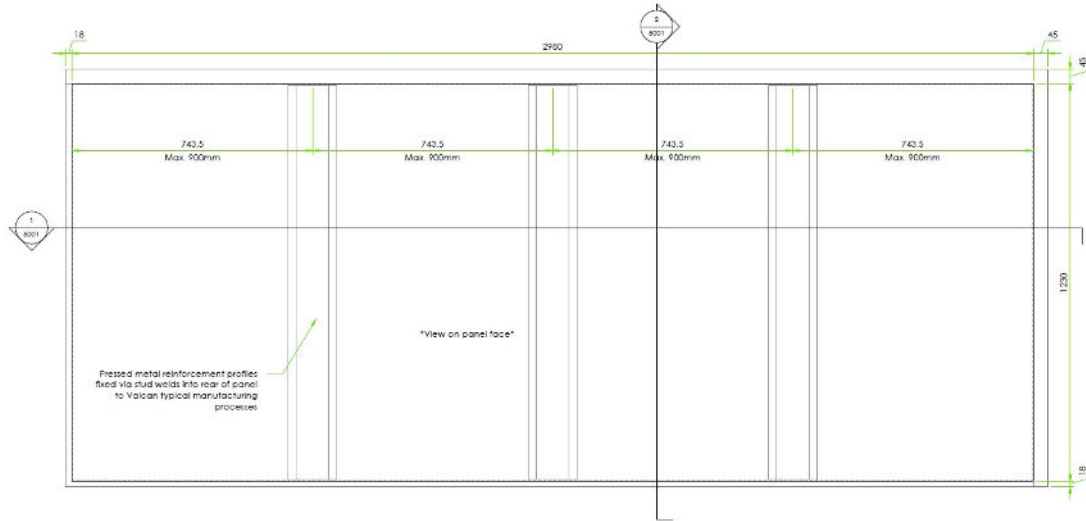 2
6001
18
2980
45
45
743.5
Max. 900mm
743.5
Max. 900mm
743.5
Max. 900mm
743.5
Max. 900mm
1
6001
1230
*View on panel face*
Pressed metal reinforcement profiles
fixed via stud welds into rear of panel
to Valcan typical manufacturing
processes
18